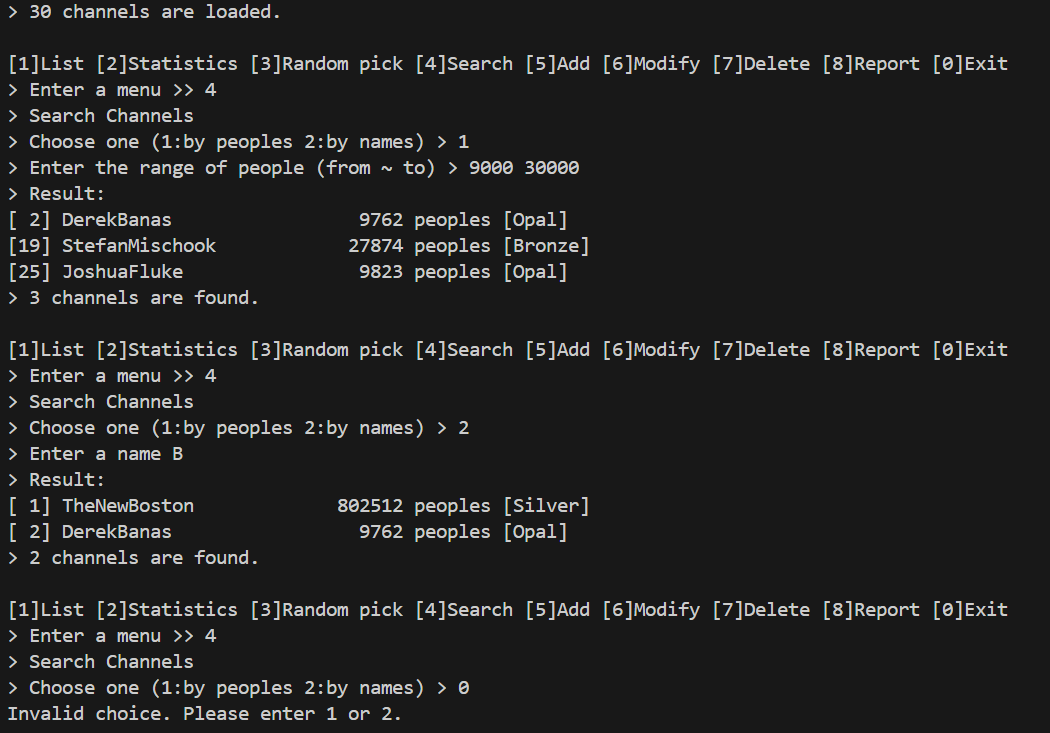 > 30 channels are loaded.

[1]List [2]Statistics [3]Random pick [4]Search [5]Add [6]Modify [7]Delete [8]Report [0]Exit
> Enter a menu >> 4
> Search Channels
> Choose one (1:by peoples 2:by names) > 1
> Enter the range of people (from ~ to) > 9000 30000
> Result:
[ 2] DerekBanas                 9762 peoples [Opal]
[19] StefanMischook            27874 peoples [Bronze]
[25] JoshuaFluke                9823 peoples [Opal]
> 3 channels are found.

[1]List [2]Statistics [3]Random pick [4]Search [5]Add [6]Modify [7]Delete [8]Report [0]Exit
> Enter a menu >> 4
> Search Channels
> Choose one (1:by peoples 2:by names) > 2
> Enter a name B
> Result:
[ 1] TheNewBoston             802512 peoples [Silver]
[ 2] DerekBanas                 9762 peoples [Opal]
> 2 channels are found.

[1]List [2]Statistics [3]Random pick [4]Search [5]Add [6]Modify [7]Delete [8]Report [0]Exit
> Enter a menu >> 4
> Search Channels
> Choose one (1:by peoples 2:by names) > 0
Invalid choice. Please enter 1 or 2.